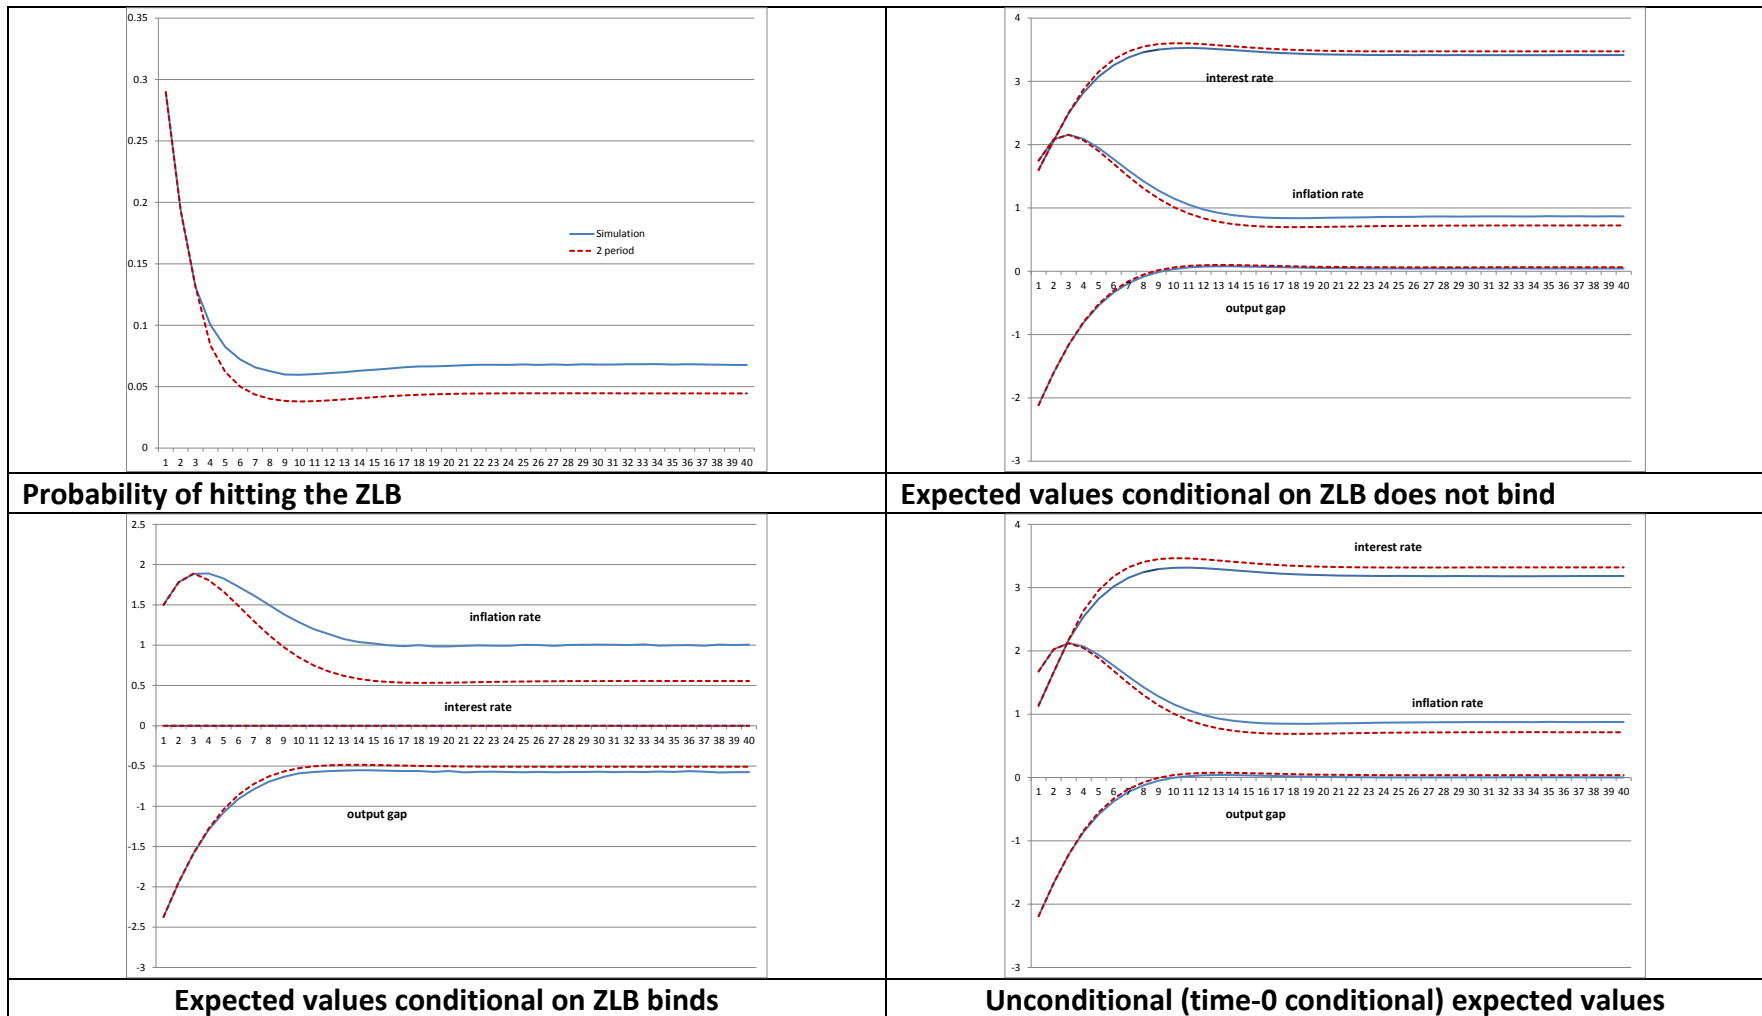 0.35
0.3
0.25
0.2
0.15
0.1
0.05
0
Simulation
2 period
1 2 3 4 5 6 7 8 9 10 11 12 13 14 15 16 17 18 19 20 21 22 23 24 25 26 27 28 29 30 31 32 33 34 35 36 37 38 39 40
Probability of hitting the ZLB
4
3
2
1
0
-1
-2
-3
interest rate
inflation rate
1 2 3 4 5 6 7 8 9 10 11 12 13 14 15 16 17 18 19 20 21 22 23 24 25 26 27 28 29 30 31 32 33 34 35 36 37 38 39 40
output gap
Expected values conditional on ZLB does not bind
2.5
2
1.5
1
0.5
0
-0.5
-1
-1.5
-2
-2.5
-3
inflation rate
interest rate
1 2 3 4 5 6 7 8 9 10 11 12 13 14 15 16 17 18 19 20 21 22 23 24 25 26 27 28 29 30 31 32 33 34 35 36 37 38 39 40
output gap
Expected values conditional on ZLB binds
4
3
2
1
0
-1
-2
-3
interest rate
inflation rate
1 2 3 4 5 6 7 8 9 10 11 12 13 14 15 16 17 18 19 20 21 22 23 24 25 26 27 28 29 30 31 32 33 34 35 36 37 38 39 40
output gap
Unconditional (time-0 conditional) expected values